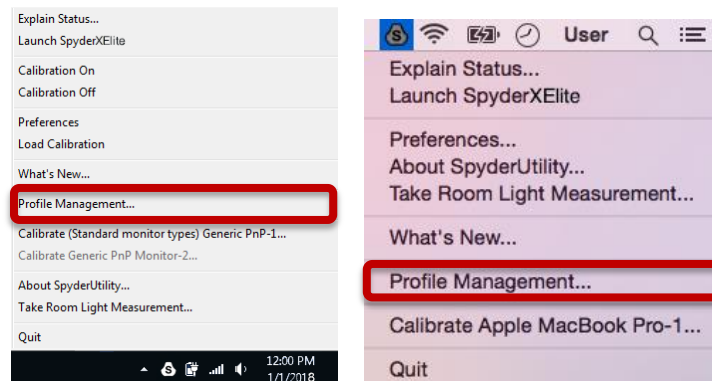 Explain Status...
Launch SpyderXElite
Calibration On
Calibration Off
Preferences
Load Calibration
What's New...
Profile Management...
Calibrate (Standard monitor types) Generic PnP-1...
Calibrate Generic PnP Monitor-2...
About SpyderUtility...
Take Room Light Measurement...
Quit
12:00 PM
1/1/2018
S User
Explain Status...
Launch SpyderXElite
Preferences...
About SpyderUtility...
Take Room Light Measurement...
What's New...
Profile Management...
Calibrate Apple MacBook Pro-1...
Quit